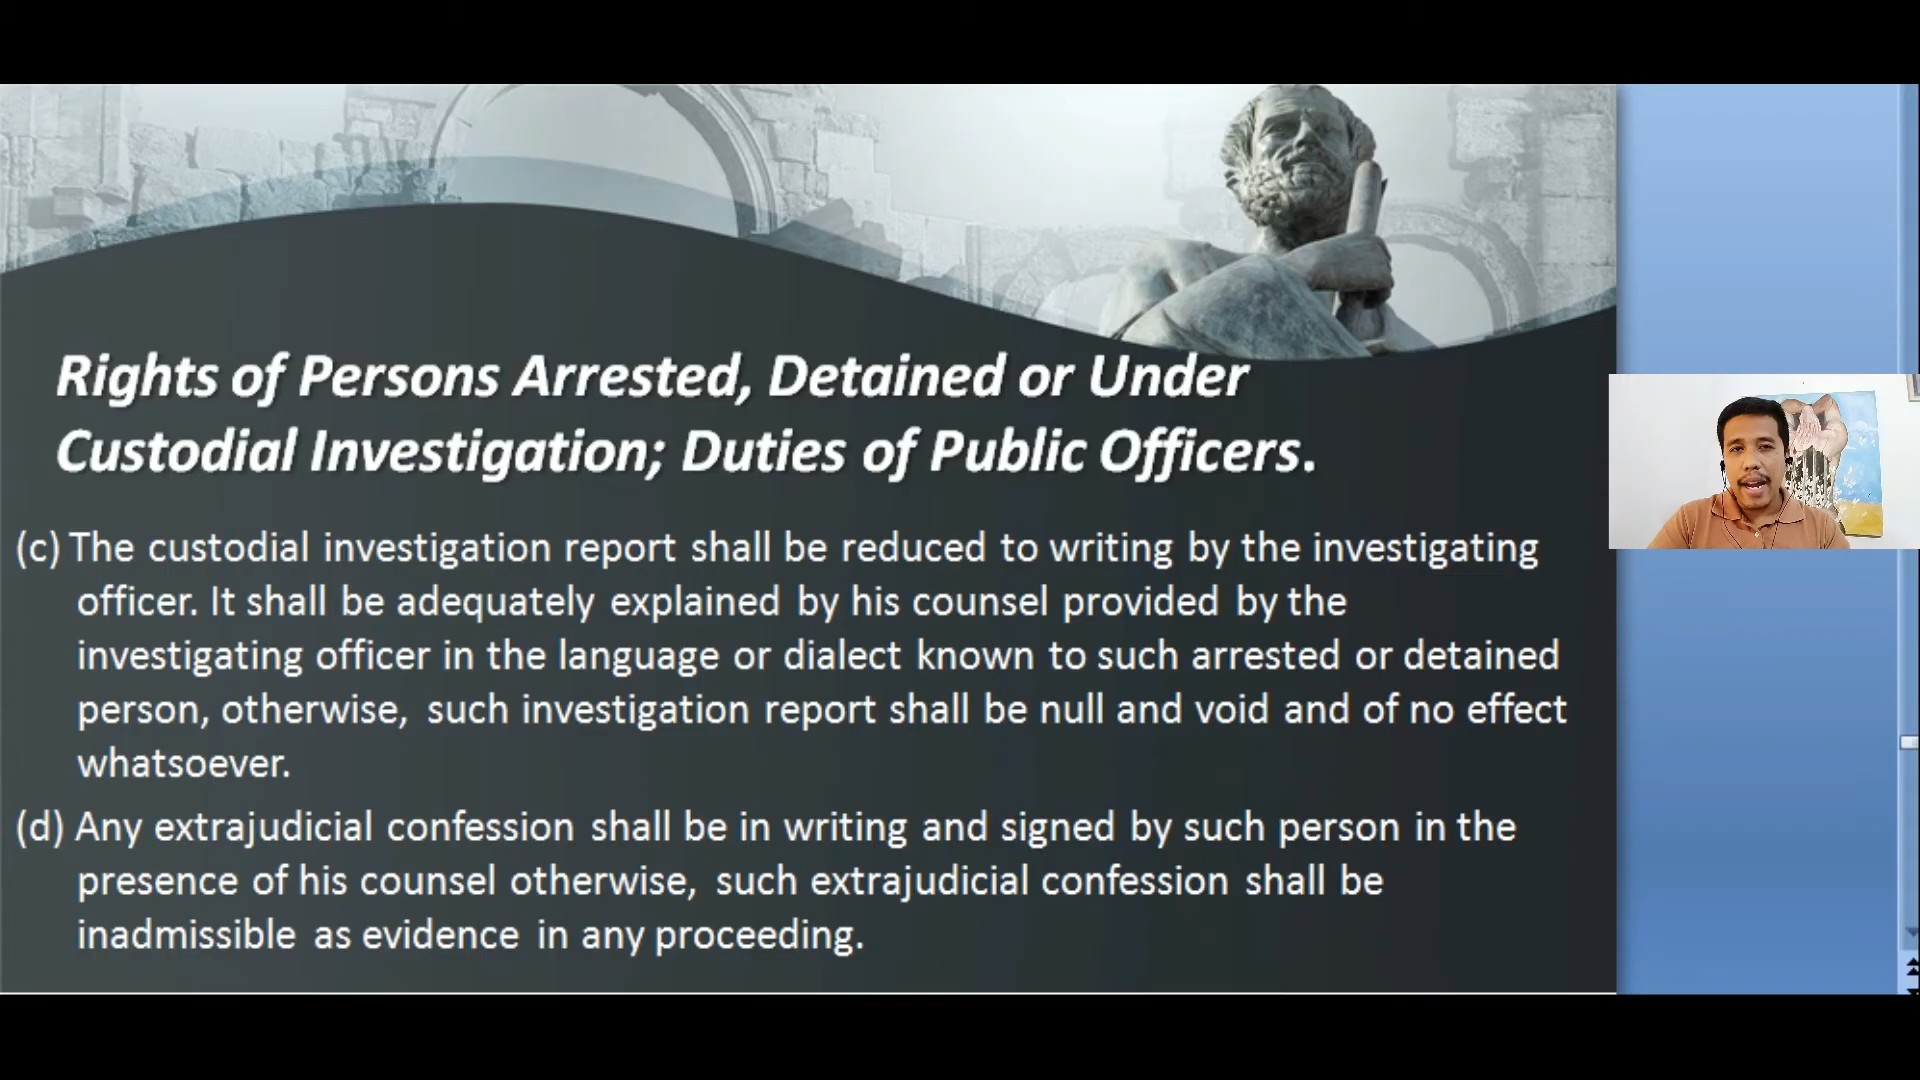 Rights of Persons Arrested, Detained or Under
Custodial Investigation; Duties of Public Officers.
(c) The custodial investigation report shall be reduced to writing by the investigating
officer. It shall be adequately explained by his counsel provided by the
investigating officer in the language or dialect known to such arrested or detained
person, otherwise, such investigation report shall be null and void and of no effect
whatsoever.
(d) Any extrajudicial confession shall be in writing and signed by such person in the
presence of his counsel otherwise, such extrajudicial confession shall be
inadmissible as evidence in any proceeding.